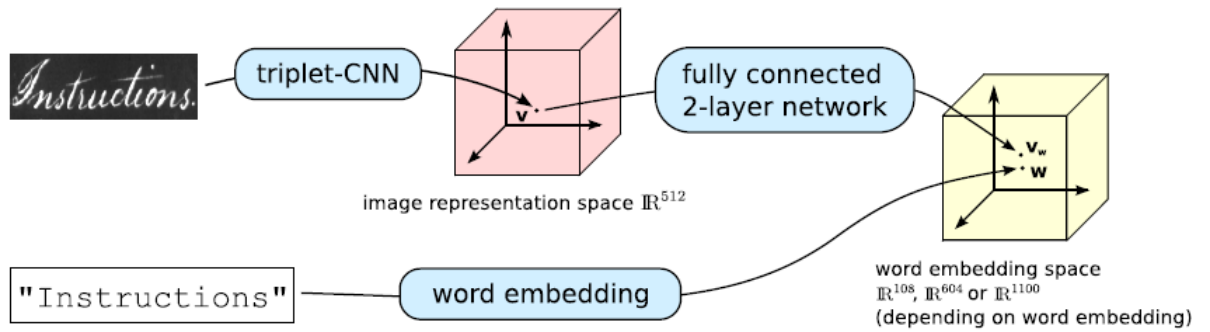 Instructions.
triplet-CNN
v
image representation space ℝ⁵¹²
fully connected
2-layer network
v_w
w
"Instructions"
word embedding
word embedding space
ℝ¹⁰⁸, ℝ⁶⁰⁴ or ℝ¹¹⁰⁰
(depending on word embedding)